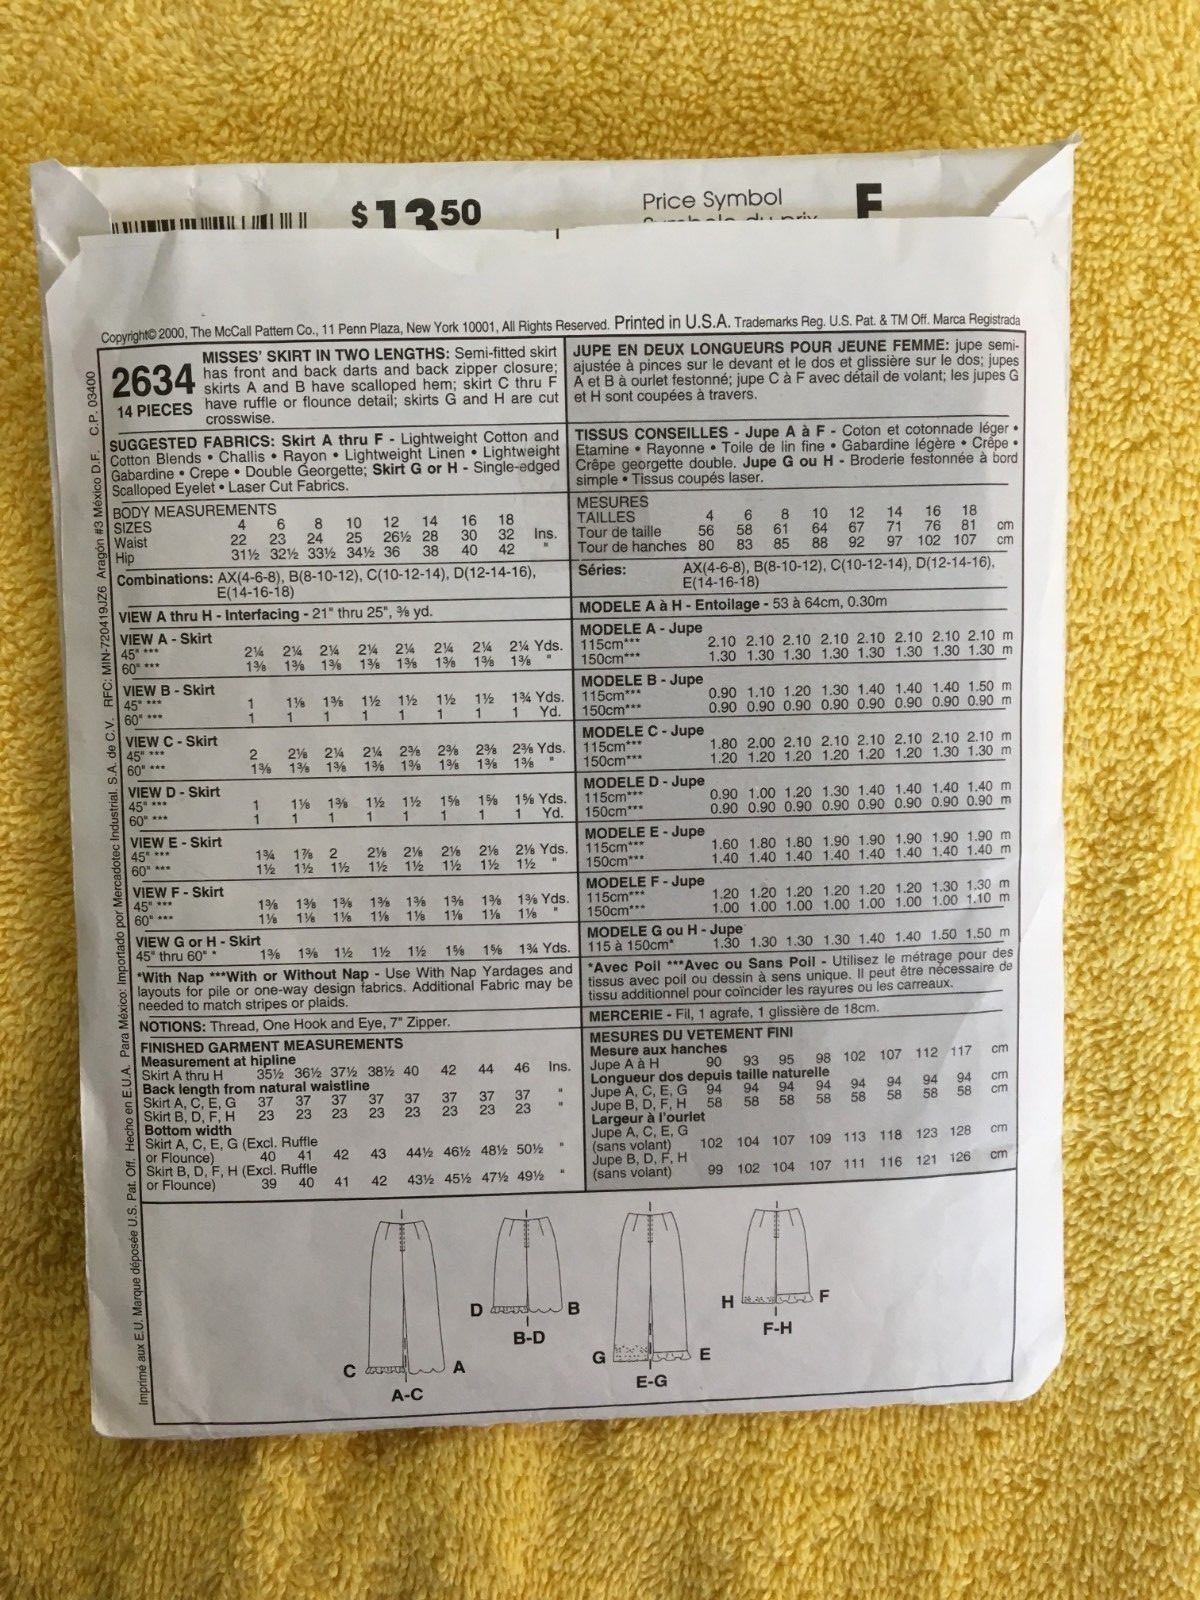 $13.50
Price Symbol
F
Copyright© 2000, The McCall Pattern Co., 11 Penn Plaza, New York 10001, All Rights Reserved. Printed in U.S.A. Trademarks Reg. U.S. Pat. & TM Off. Marca Registrada
2634
14 PIECES
MISSES' SKIRT IN TWO LENGTHS: Semi-fitted skirt
has front and back darts and back zipper closure;
skirts A and B have scalloped hem; skirt C thru F
have ruffle or flounce detail; skirts G and H are cut
crosswise.
SUGGESTED FABRICS: Skirt A thru F - Lightweight Cotton and
Cotton Blends • Challis • Rayon • Lightweight Linen • Lightweight
Gabardine • Crepe • Double Georgette; Skirt G or H - Single-edged
Scalloped Eyelet • Laser Cut Fabrics.
BODY MEASUREMENTS
SIZES 4 6 8 10 12 14 16 18
Waist 22 23 24 25 26½ 28 30 32 Ins.
Hip 31½ 32½ 33½ 34½ 36 38 40 42 "
Combinations: AX(4-6-8), B(8-10-12), C(10-12-14), D(12-14-16),
E(14-16-18)
VIEW A thru H - Interfacing - 21" thru 25", ⅜ yd.
VIEW A - Skirt
45" *** 2¼ 2¼ 2¼ 2¼ 2¼ 2¼ 2¼ 2¼ Yds.
60" *** 1⅜ 1⅜ 1⅜ 1⅜ 1⅜ 1⅜ 1⅜ 1⅜ "
VIEW B - Skirt
45" *** 1 1⅛ 1⅜ 1½ 1½ 1½ 1½ 1¾ Yds.
60" *** 1 1 1 1 1 1 1 1 Yd.
VIEW C - Skirt
45" *** 2 2⅛ 2¼ 2¼ 2⅜ 2⅜ 2⅜ 2⅜ Yds.
60" *** 1⅜ 1⅜ 1⅜ 1⅜ 1⅜ 1⅜ 1⅜ 1⅜ "
VIEW D - Skirt
45" *** 1 1⅛ 1⅜ 1½ 1½ 1⅝ 1⅝ 1⅝ Yds.
60" *** 1 1 1 1 1 1 1 1 Yd.
VIEW E - Skirt
45" *** 1¾ 1⅞ 2 2⅛ 2⅛ 2⅛ 2⅛ 2⅛ Yds.
60" *** 1½ 1½ 1½ 1½ 1½ 1½ 1½ 1½ "
VIEW F - Skirt
45" *** 1⅜ 1⅜ 1⅜ 1⅜ 1⅜ 1⅜ 1⅜ 1⅜ Yds.
60" *** 1⅛ 1⅛ 1⅛ 1⅛ 1⅛ 1⅛ 1⅛ 1⅛ "
VIEW G or H - Skirt
45" thru 60" * 1⅜ 1⅜ 1½ 1½ 1½ 1⅝ 1⅝ 1¾ Yds.
*With Nap ***With or Without Nap - Use With Nap Yardages and
layouts for pile or one-way design fabrics. Additional Fabric may be
needed to match stripes or plaids.
NOTIONS: Thread, One Hook and Eye, 7" Zipper.
FINISHED GARMENT MEASUREMENTS
Measurement at hipline
Skirt A thru H 35½ 36½ 37½ 38½ 40 42 44 46 Ins.
Back length from natural waistline
Skirt A, C, E, G 37 37 37 37 37 37 37 37 "
Skirt B, D, F, H 23 23 23 23 23 23 23 23 "
Bottom width
Skirt A, C, E, G (Excl. Ruffle
or Flounce) 40 41 42 43 44½ 46½ 48½ 50½ "
Skirt B, D, F, H (Excl. Ruffle
or Flounce) 39 40 41 42 43½ 45½ 47½ 49½ "
JUPE EN DEUX LONGUEURS POUR JEUNE FEMME: jupe semi-
ajustée à pinces sur le devant et le dos et glissière sur le dos; jupes
A et B à ourlet festonné; jupe C à F avec détail de volant; les jupes G
et H sont coupées à travers.
TISSUS CONSEILLES - Jupe A à F - Coton et cotonnade léger •
Etamine • Rayonne • Toile de lin fine • Gabardine légère • Crêpe •
Crêpe georgette double. Jupe G ou H - Broderie festonnée à bord
simple • Tissus coupés laser.
MESURES
TAILLES 4 6 8 10 12 14 16 18
Tour de taille 56 58 61 64 67 71 76 81 cm
Tour de hanches 80 83 85 88 92 97 102 107 cm
Séries: AX(4-6-8), B(8-10-12), C(10-12-14), D(12-14-16),
E(14-16-18)
MODELE A à H - Entoilage - 53 à 64cm, 0.30m
MODELE A - Jupe
115cm*** 2.10 2.10 2.10 2.10 2.10 2.10 2.10 2.10 m
150cm*** 1.30 1.30 1.30 1.30 1.30 1.30 1.30 1.30 m
MODELE B - Jupe
115cm*** 0.90 1.10 1.20 1.30 1.40 1.40 1.40 1.50 m
150cm*** 0.90 0.90 0.90 0.90 0.90 0.90 0.90 0.90 m
MODELE C - Jupe
115cm*** 1.80 2.00 2.10 2.10 2.10 2.10 2.10 2.10 m
150cm*** 1.20 1.20 1.20 1.20 1.20 1.20 1.30 1.30 m
MODELE D - Jupe
115cm*** 0.90 1.00 1.20 1.30 1.40 1.40 1.40 1.40 m
150cm*** 0.90 0.90 0.90 0.90 0.90 0.90 0.90 0.90 m
MODELE E - Jupe
115cm*** 1.60 1.80 1.80 1.90 1.90 1.90 1.90 1.90 m
150cm*** 1.40 1.40 1.40 1.40 1.40 1.40 1.40 1.40 m
MODELE F - Jupe
115cm*** 1.20 1.20 1.20 1.20 1.20 1.20 1.30 1.30 m
150cm*** 1.00 1.00 1.00 1.00 1.00 1.00 1.00 1.10 m
MODELE G ou H - Jupe
115 à 150cm* 1.30 1.30 1.30 1.30 1.40 1.40 1.50 1.50 m
*Avec Poil ***Avec ou Sans Poil - Utilisez le métrage pour des
tissus avec poil ou dessin à sens unique. Il peut être nécessaire de
tissu additionnel pour coïncider les rayures ou les carreaux.
MERCERIE - Fil, 1 agrafe, 1 glissière de 18cm.
MESURES DU VETEMENT FINI
Mesure aux hanches
Jupe A à H 90 93 95 98 102 107 112 117 cm
Longueur dos depuis taille naturelle
Jupe A, C, E, G 94 94 94 94 94 94 94 94 cm
Jupe B, D, F, H 58 58 58 58 58 58 58 58 cm
Largeur à l'ourlet
Jupe A, C, E, G
(sans volant) 102 104 107 109 113 118 123 128 cm
Jupe B, D, F, H
(sans volant) 99 102 104 107 111 116 121 126 cm
C A
A-C
D B
B-D
G E
E-G
H F
F-H
Imprimé aux E.U. Marque déposée U.S. Pat. Off. Hecho en E.U.A. Para México: Importado por Mercadotec Industrial. S.A. de C.V. RFC: MIN-720419JZ6 Aragón #3 México D.F. C.P. 03400